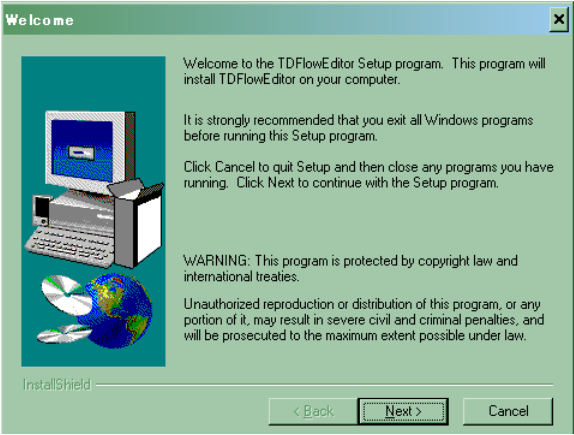 Welcome
Welcome to the TDFlowEditor Setup program. This program will
install TDFlowEditor on your computer.
It is strongly recommended that you exit all Windows programs
before running this Setup program.
Click Cancel to quit Setup and then close any programs you have
running. Click Next to continue with the Setup program.
WARNING: This program is protected by copyright law and
international treaties.
Unauthorized reproduction or distribution of this program, or any
portion of it, may result in severe civil and criminal penalties, and
will be prosecuted to the maximum extent possible under law.
InstallShield
< Back Next > Cancel